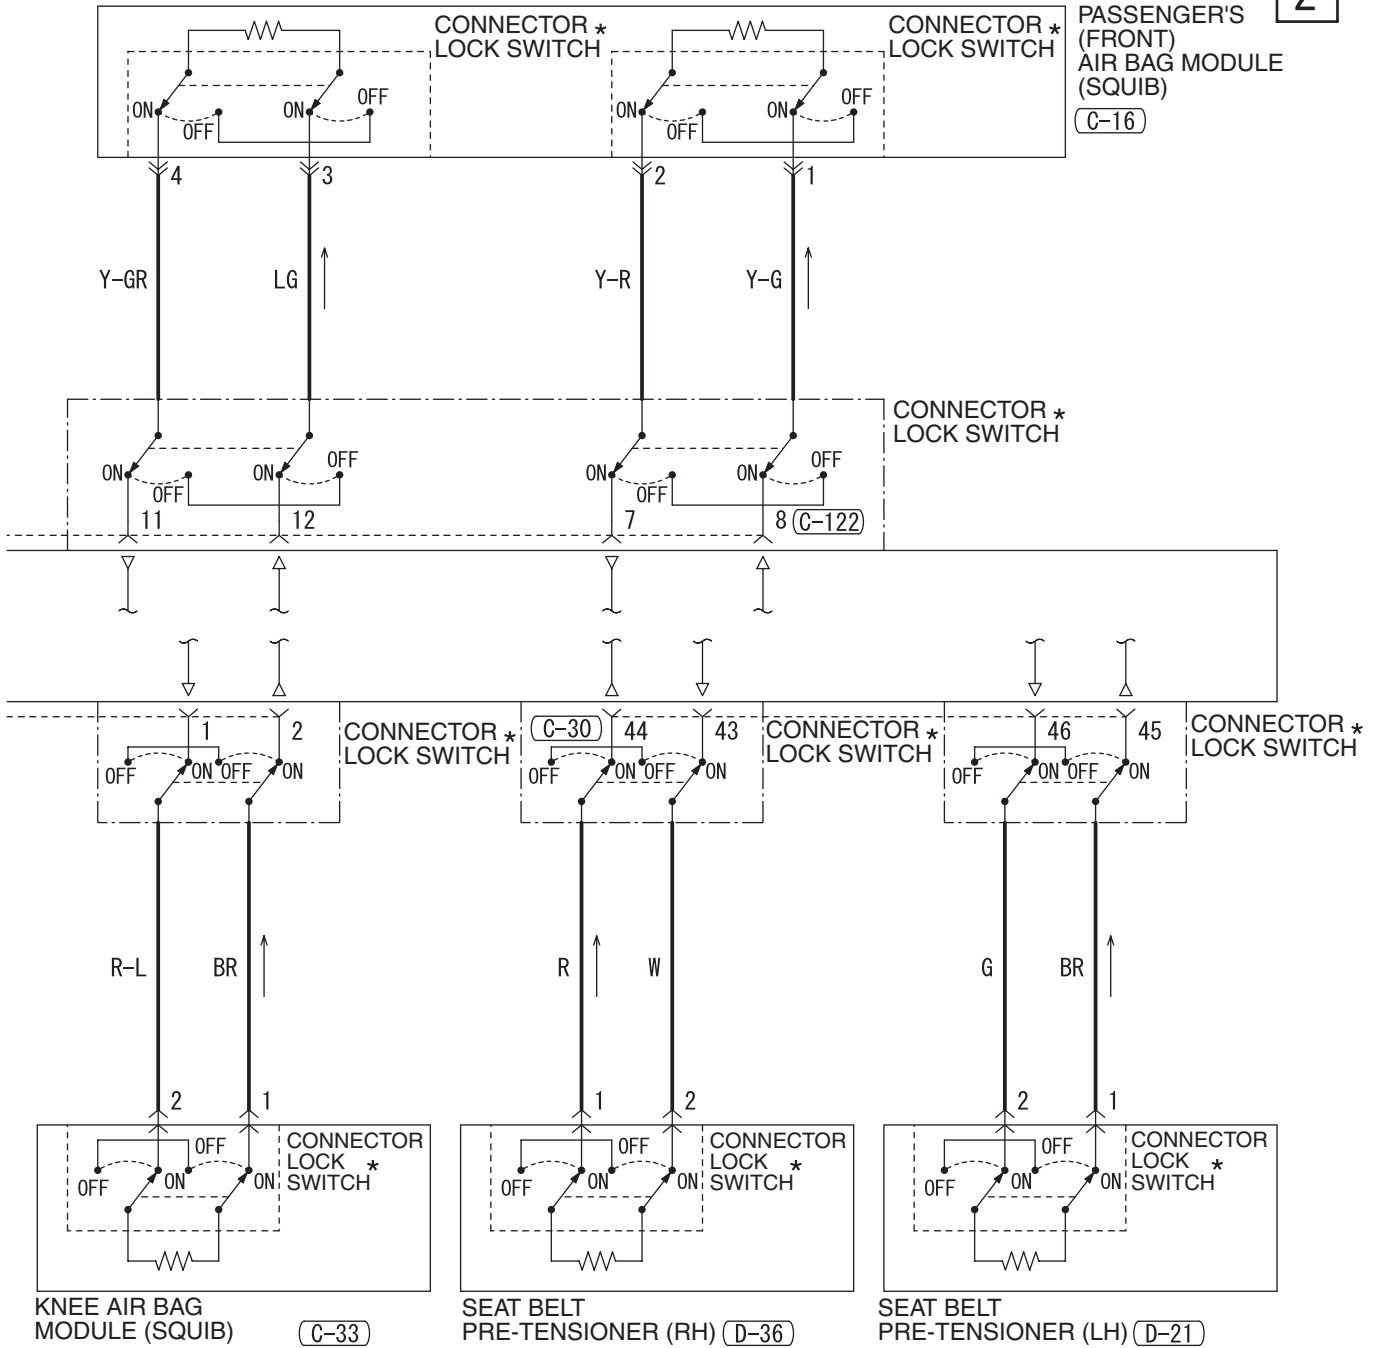 CONNECTOR *
LOCK SWITCH
CONNECTOR *
LOCK SWITCH
PASSENGER'S
(FRONT)
AIR BAG MODULE
(SQUIB)
C-16
2
ON
OFF
ON
OFF
ON
OFF
ON
OFF
4
3
2
1
Y-GR
LG
Y-R
Y-G
CONNECTOR *
LOCK SWITCH
ON
OFF
ON
OFF
ON
OFF
ON
OFF
11
12
7
8
C-122
1
2
CONNECTOR *
LOCK SWITCH
C-30
44
43
CONNECTOR *
LOCK SWITCH
46
45
CONNECTOR *
LOCK SWITCH
OFF
ON
OFF
ON
OFF
ON
OFF
ON
OFF
ON
OFF
ON
R-L
BR
R
W
G
BR
2
1
1
2
2
1
OFF
ON
OFF
ON
CONNECTOR
LOCK *
SWITCH
OFF
ON
OFF
ON
CONNECTOR
LOCK *
SWITCH
OFF
ON
OFF
ON
CONNECTOR
LOCK *
SWITCH
KNEE AIR BAG
MODULE (SQUIB)
C-33
SEAT BELT
PRE-TENSIONER (RH)
D-36
SEAT BELT
PRE-TENSIONER (LH)
D-21